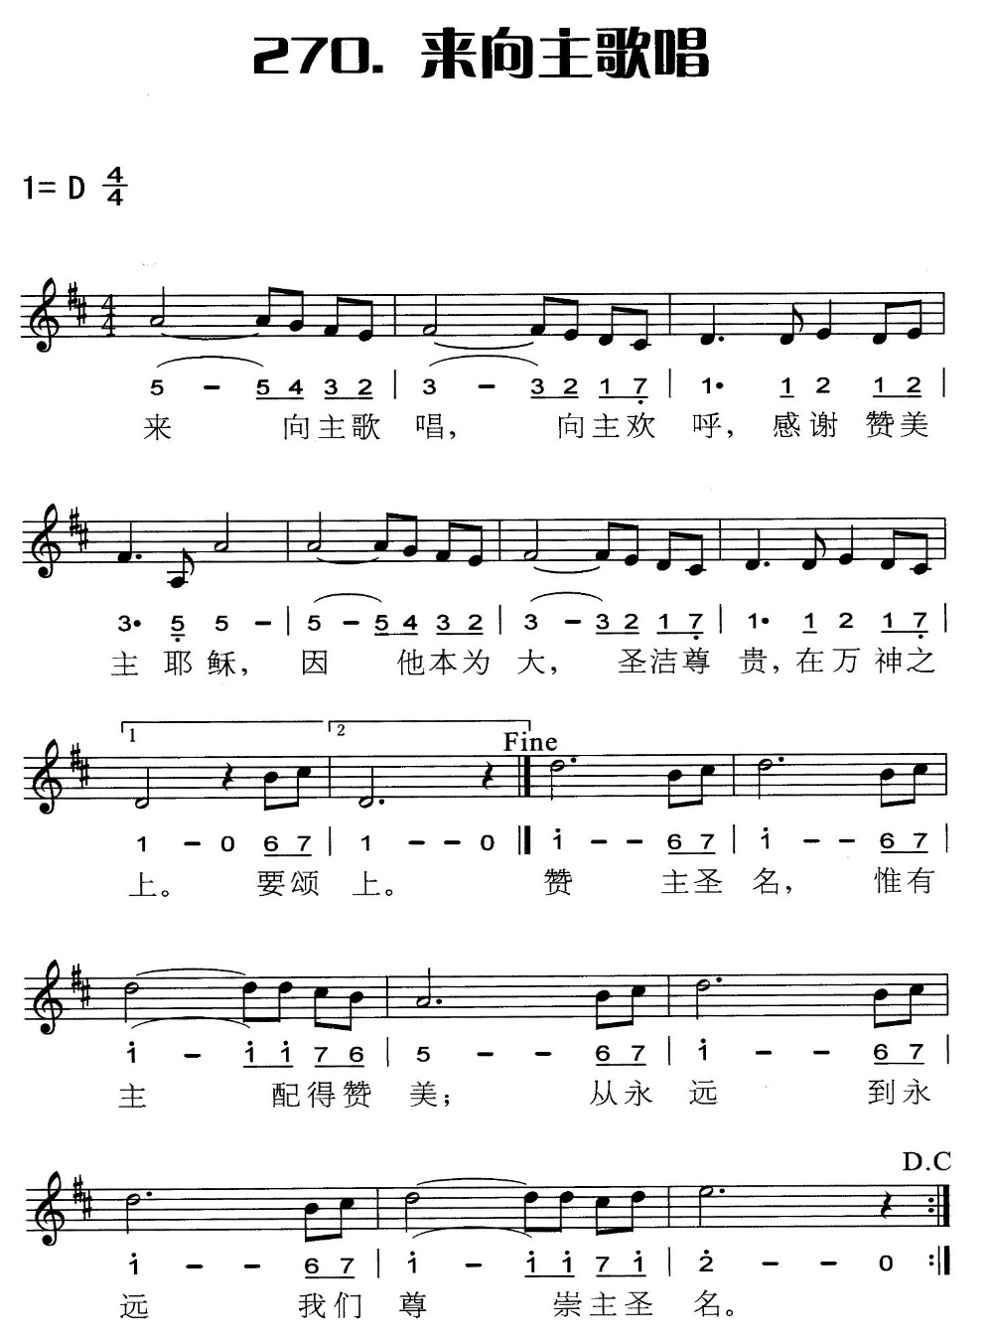 270. 来向主歌唱
1= D 4/4
5 – 5 4 3 2 | 3 – 3 2 1 7 | 1• 1 2 1 2 |
来 向主歌 唱, 向主欢 呼, 感谢 赞美
3• 5 5 – | 5 – 5 4 3 2 | 3 – 3 2 1 7 | 1• 1 2 1 7 |
主 耶 稣, 因 他本为 大, 圣洁尊 贵, 在万 神之
1 2 Fine
1 – 0 6 7 | 1 – – 0 ‖ 1 – – 6 7 | 1 – – 6 7 |
上。 要颂 上。 赞 主圣 名, 惟有
1 – 1 1 7 6 | 5 – – 6 7 | 1 – – 6 7 |
主 配得赞 美; 从永 远 到永
D.C
1 – – 6 7 | 1 – 1 1 7 1 | 2 – – 0 :‖
远 我们 尊 崇主圣 名。